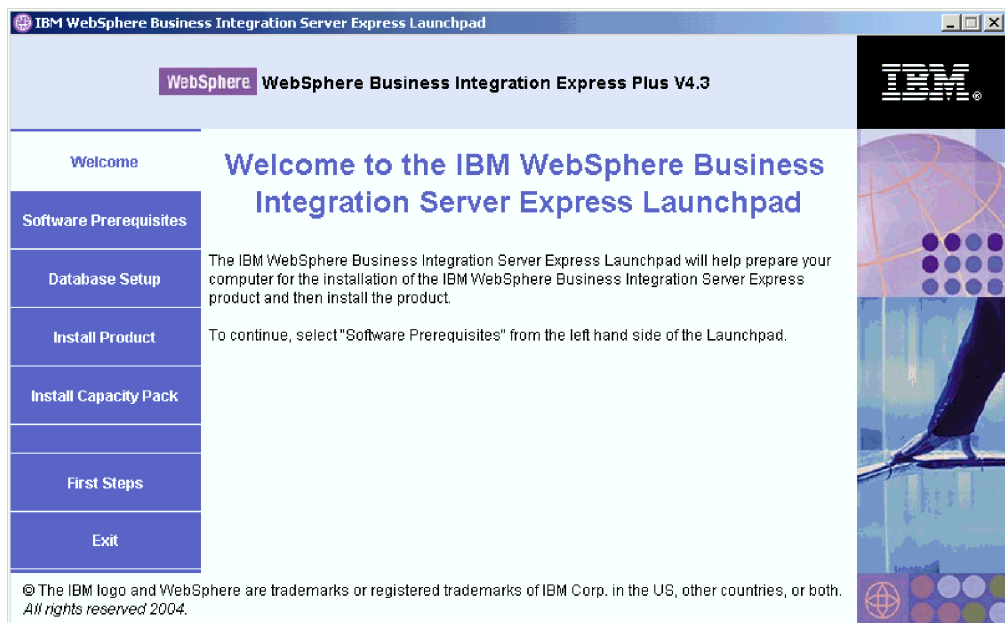 IBM WebSphere Business Integration Server Express Launchpad
WebSphere WebSphere Business Integration Express Plus V4.3
IBM®
Welcome
Software Prerequisites
Database Setup
Install Product
Install Capacity Pack
First Steps
Exit
Welcome to the IBM WebSphere Business
Integration Server Express Launchpad
The IBM WebSphere Business Integration Server Express Launchpad will help prepare your
computer for the installation of the IBM WebSphere Business Integration Server Express
product and then install the product.
To continue, select "Software Prerequisites" from the left hand side of the Launchpad.
© The IBM logo and WebSphere are trademarks or registered trademarks of IBM Corp. in the US, other countries, or both.
All rights reserved 2004.